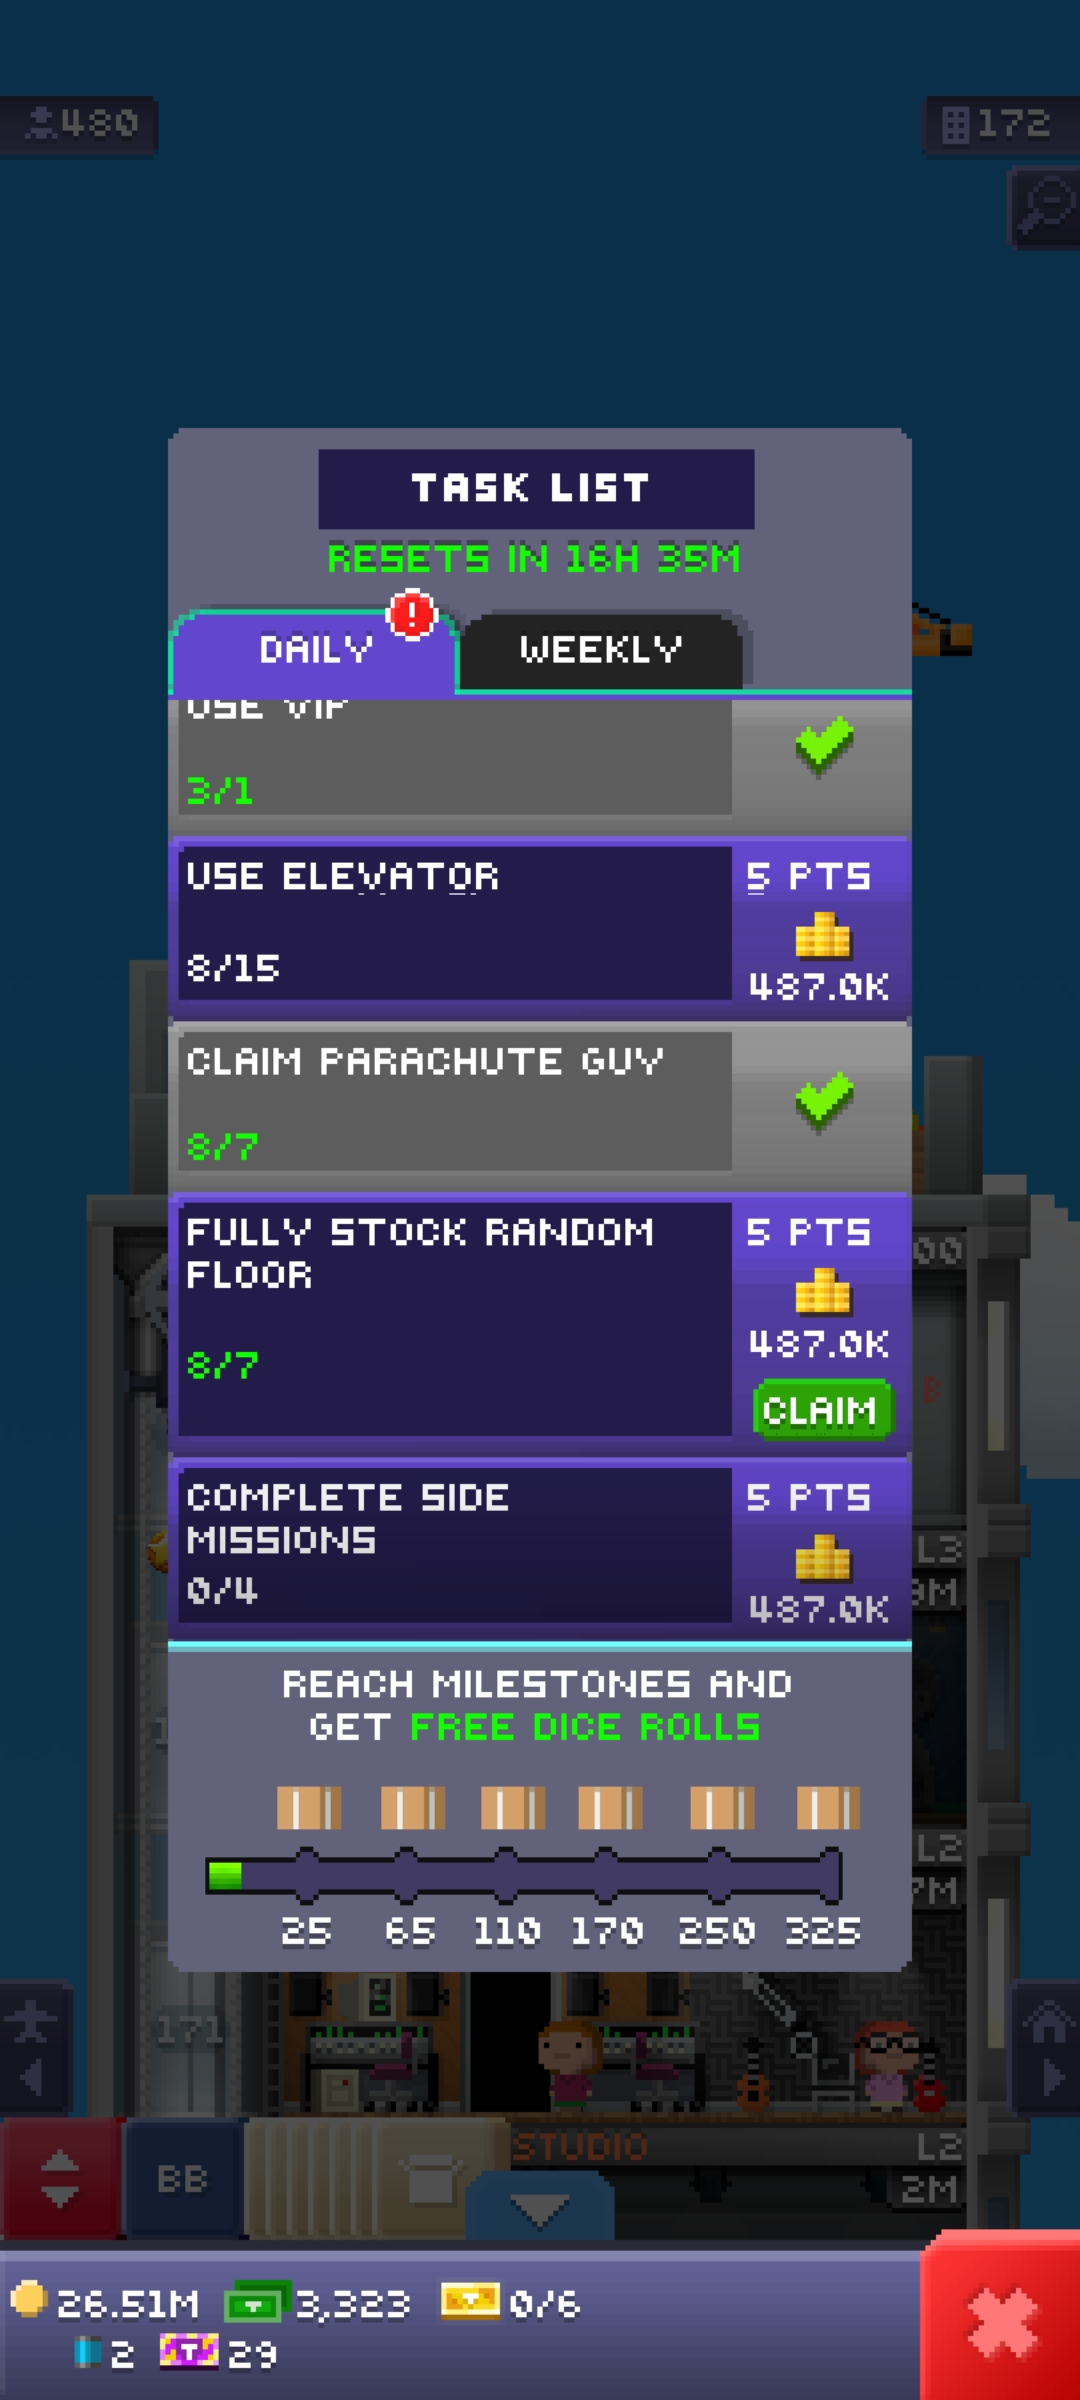 480
172
TASK LIST
RESETS IN 16H 35M
!
DAILY
WEEKLY
USE VIP
3/1
USE ELEVATOR
5 PTS
8/15
487.0K
CLAIM PARACHUTE GUY
8/7
FULLY STOCK RANDOM
FLOOR
5 PTS
8/7
487.0K
CLAIM
00
COMPLETE SIDE
MISSIONS
5 PTS
0/4
487.0K
L3
9M
REACH MILESTONES AND
GET FREE DICE ROLLS
L2
7M
25 65 110 170 250 325
171
STUDIO
L2
2M
BB
26.51M 3,323 0/6
2 29